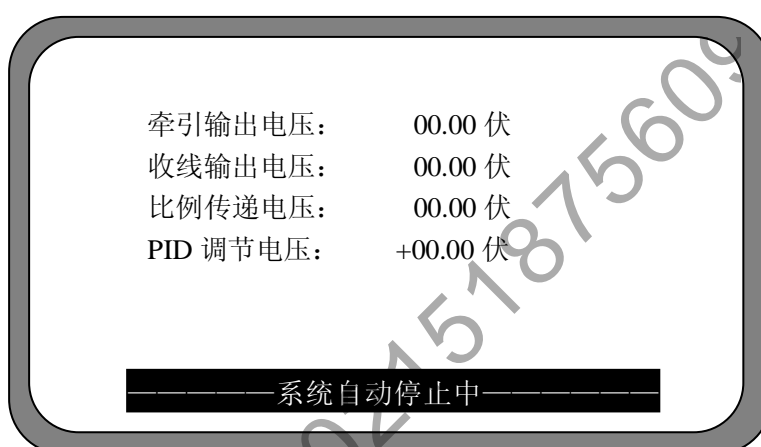 牵引输出电压： 00.00 伏
收线输出电压： 00.00 伏
比例传递电压： 00.00 伏
PID 调节电压： +00.00 伏
—————系统自动停止中——————